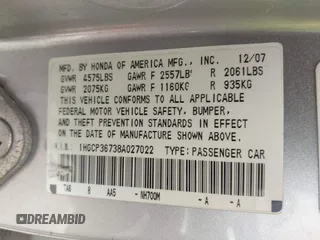 MFD. BY HONDA OF AMERICA MFG., INC. 12/07
GVWR 4575LBS GAWR F 2557LB R 2061LBS
GVWR 2075KG GAWR F 1160KG R 935KG
THIS VEHICLE CONFORMS TO ALL APPLICABLE
FEDERAL MOTOR VEHICLE SAFETY, BUMPER,
AND THEFT PREVENTION STANDARDS IN EFFECT ON
THE DATE OF MANUFACTURE SHOWN ABOVE.
1HGCP36738A027022 TYPE: PASSENGER CAR
TA6 R AA5 - NH700M - A - A
DREAMBID